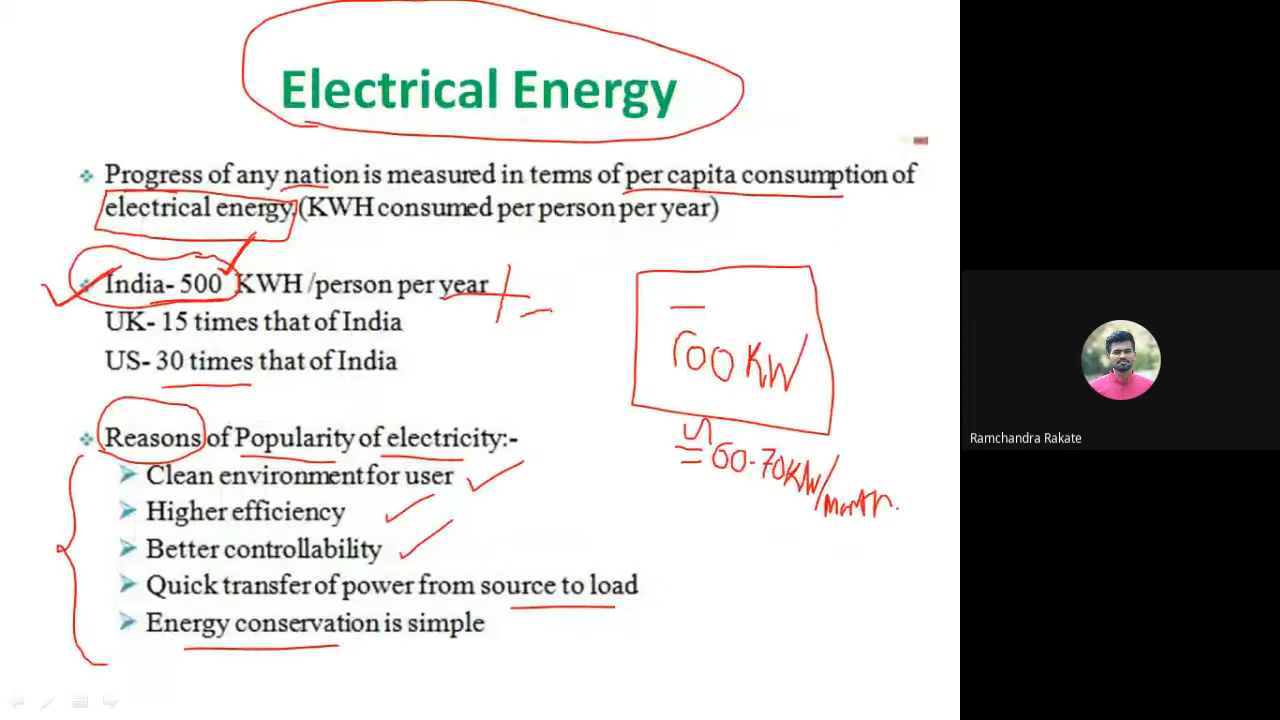 Electrical Energy
Progress of any nation is measured in terms of per capita consumption of
electrical energy.(KWH consumed per person per year)
India- 500 KWH /person per year
UK- 15 times that of India
US- 30 times that of India
Reasons of Popularity of electricity:-
Clean environment for user
Higher efficiency
Better controllability
Quick transfer of power from source to load
Energy conservation is simple
KW
60-70KW/month.
Ramchandra Rakate